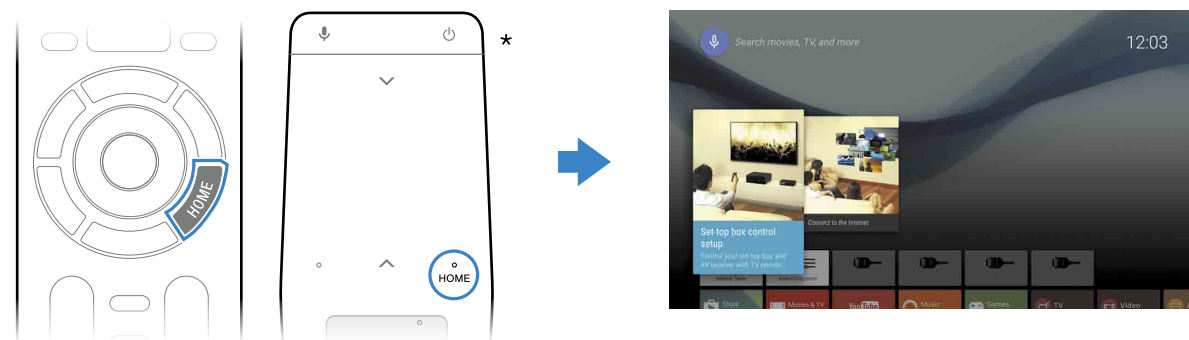 HOME
HOME
*
Search movies, TV, and more
12:03
Set-top box control
setup
Control your set-top box and
AV receiver with TV remote...
Connect to the Internet
Store
Movies & TV
YouTube
Music
Games
TV
Video